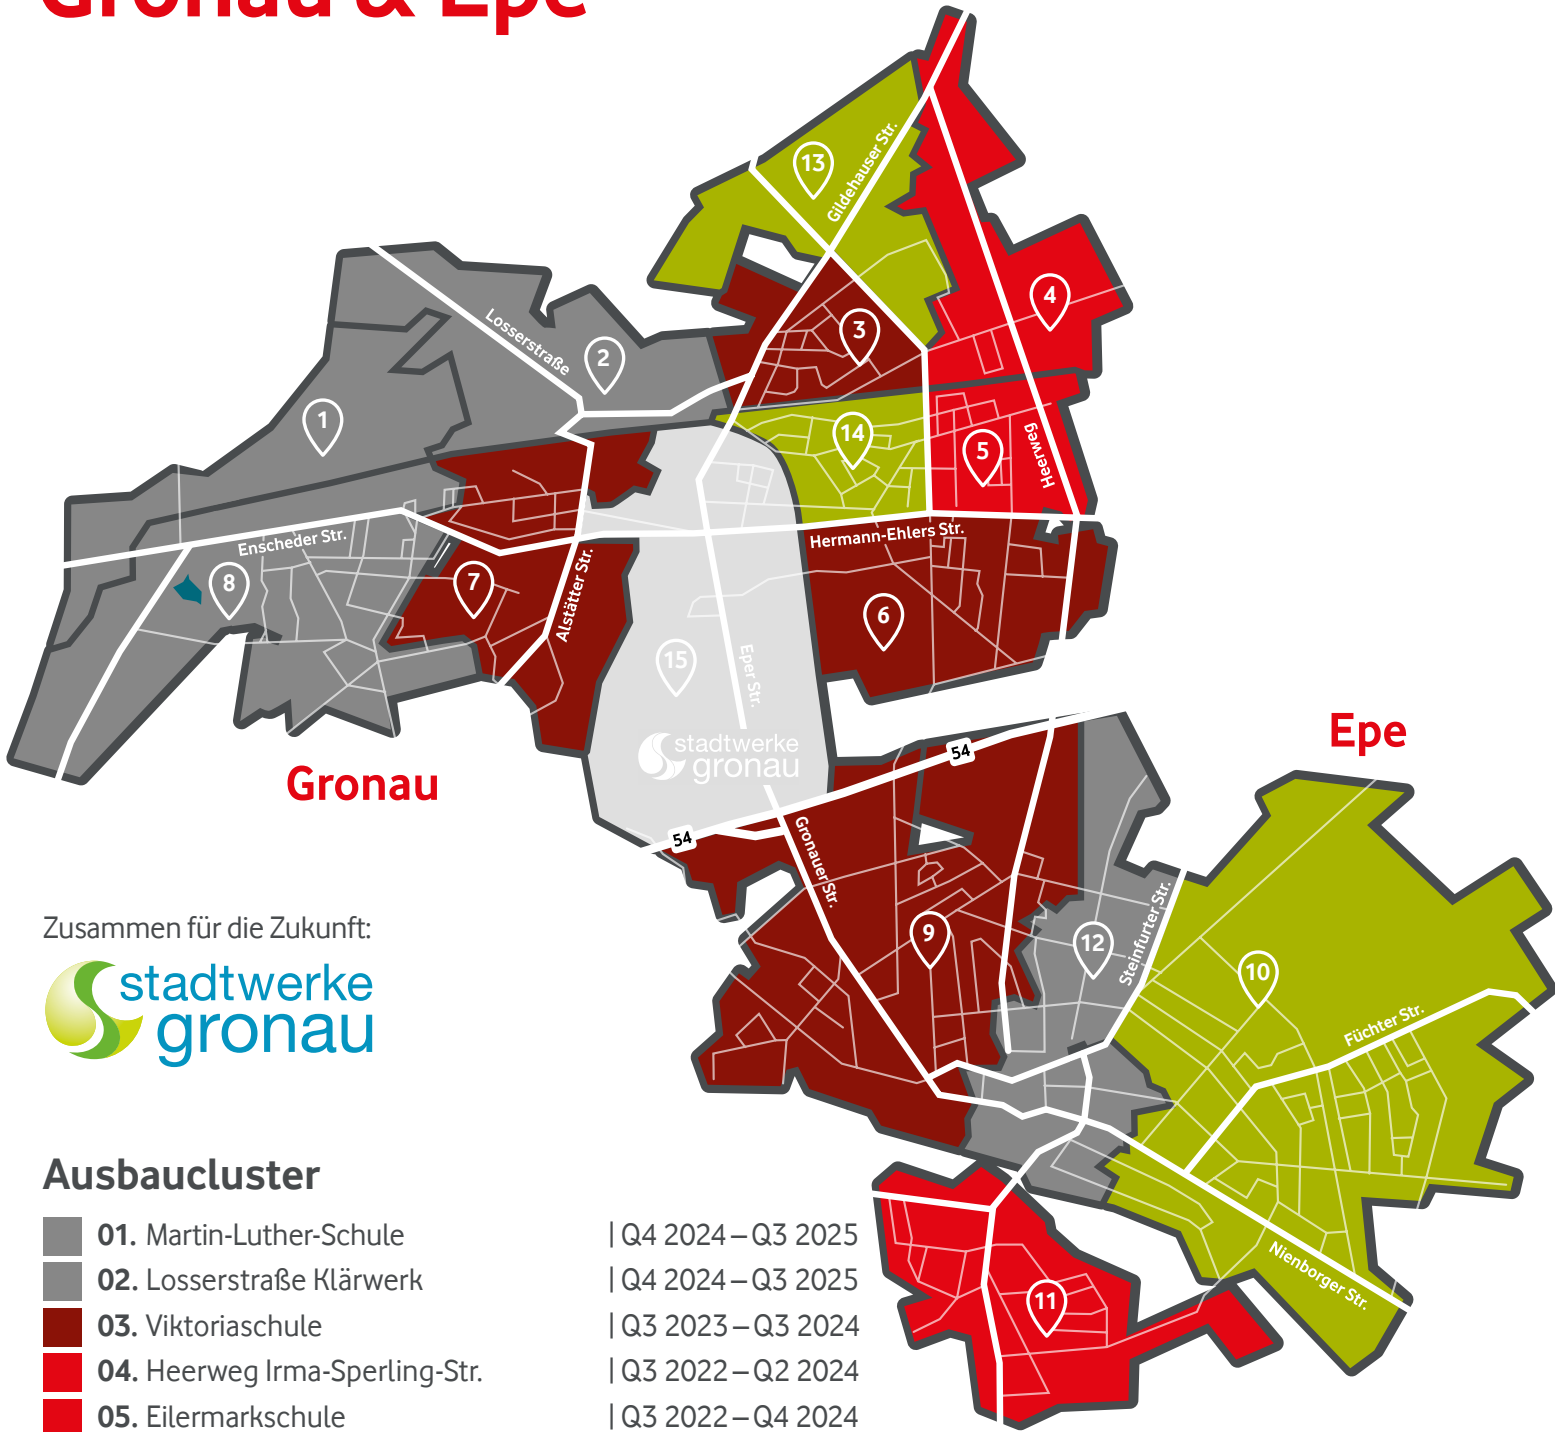 Gronau & Epe
13
Gildehauser Str.
4
3
Losserstraße
2
1
14
5
Heerweg
Enscheder Str.
Hermann-Ehlers Str.
8
7
Alstätter Str.
6
15
Eper Str.
stadtwerke
gronau
Gronau
Epe
54
54
Gronauer Str.
9
12
Steinfurter Str.
10
Füchter Str.
Nienborger Str.
11
Zusammen für die Zukunft:
stadtwerke
gronau
Ausbaucluster
01. Martin-Luther-Schule | Q4 2024 – Q3 2025
02. Losserstraße Klärwerk | Q4 2024 – Q3 2025
03. Viktoriaschule | Q3 2023 – Q3 2024
04. Heerweg Irma-Sperling-Str. | Q3 2022 – Q2 2024
05. Eilermarkschule | Q3 2022 – Q4 2024